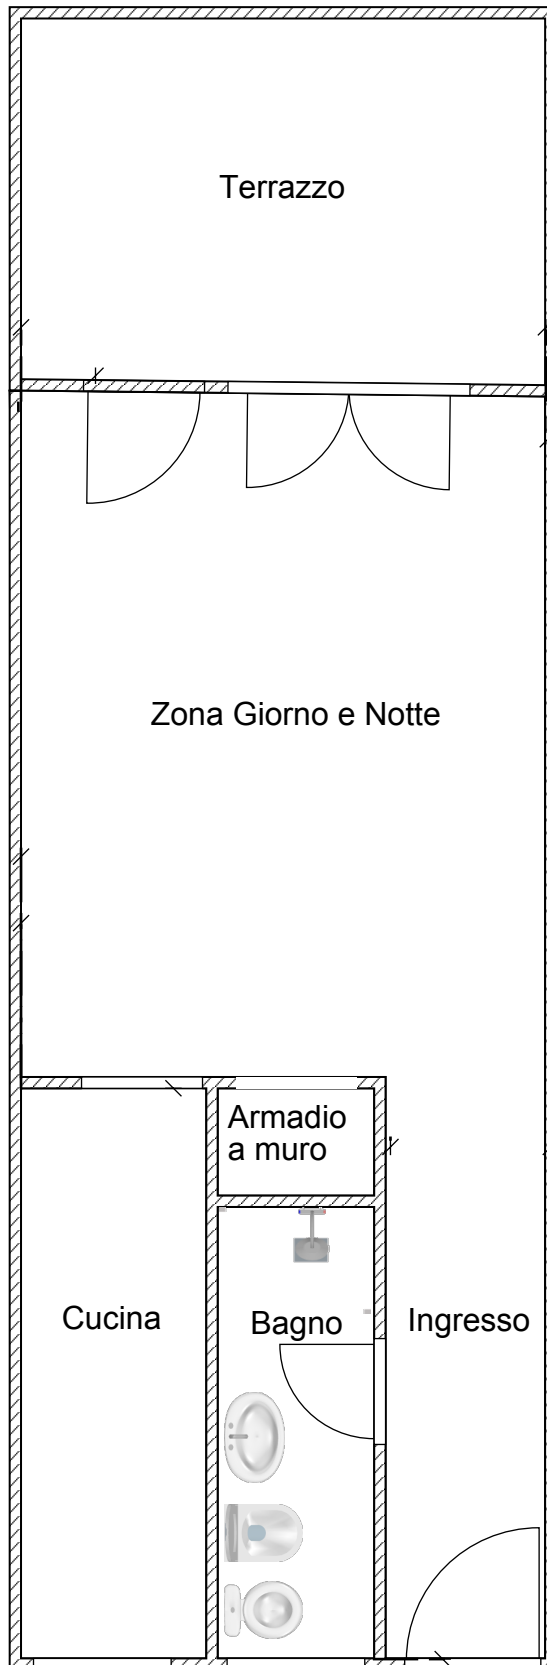 Terrazzo
Zona Giorno e Notte
Armadio
a muro
Cucina
Bagno
Ingresso